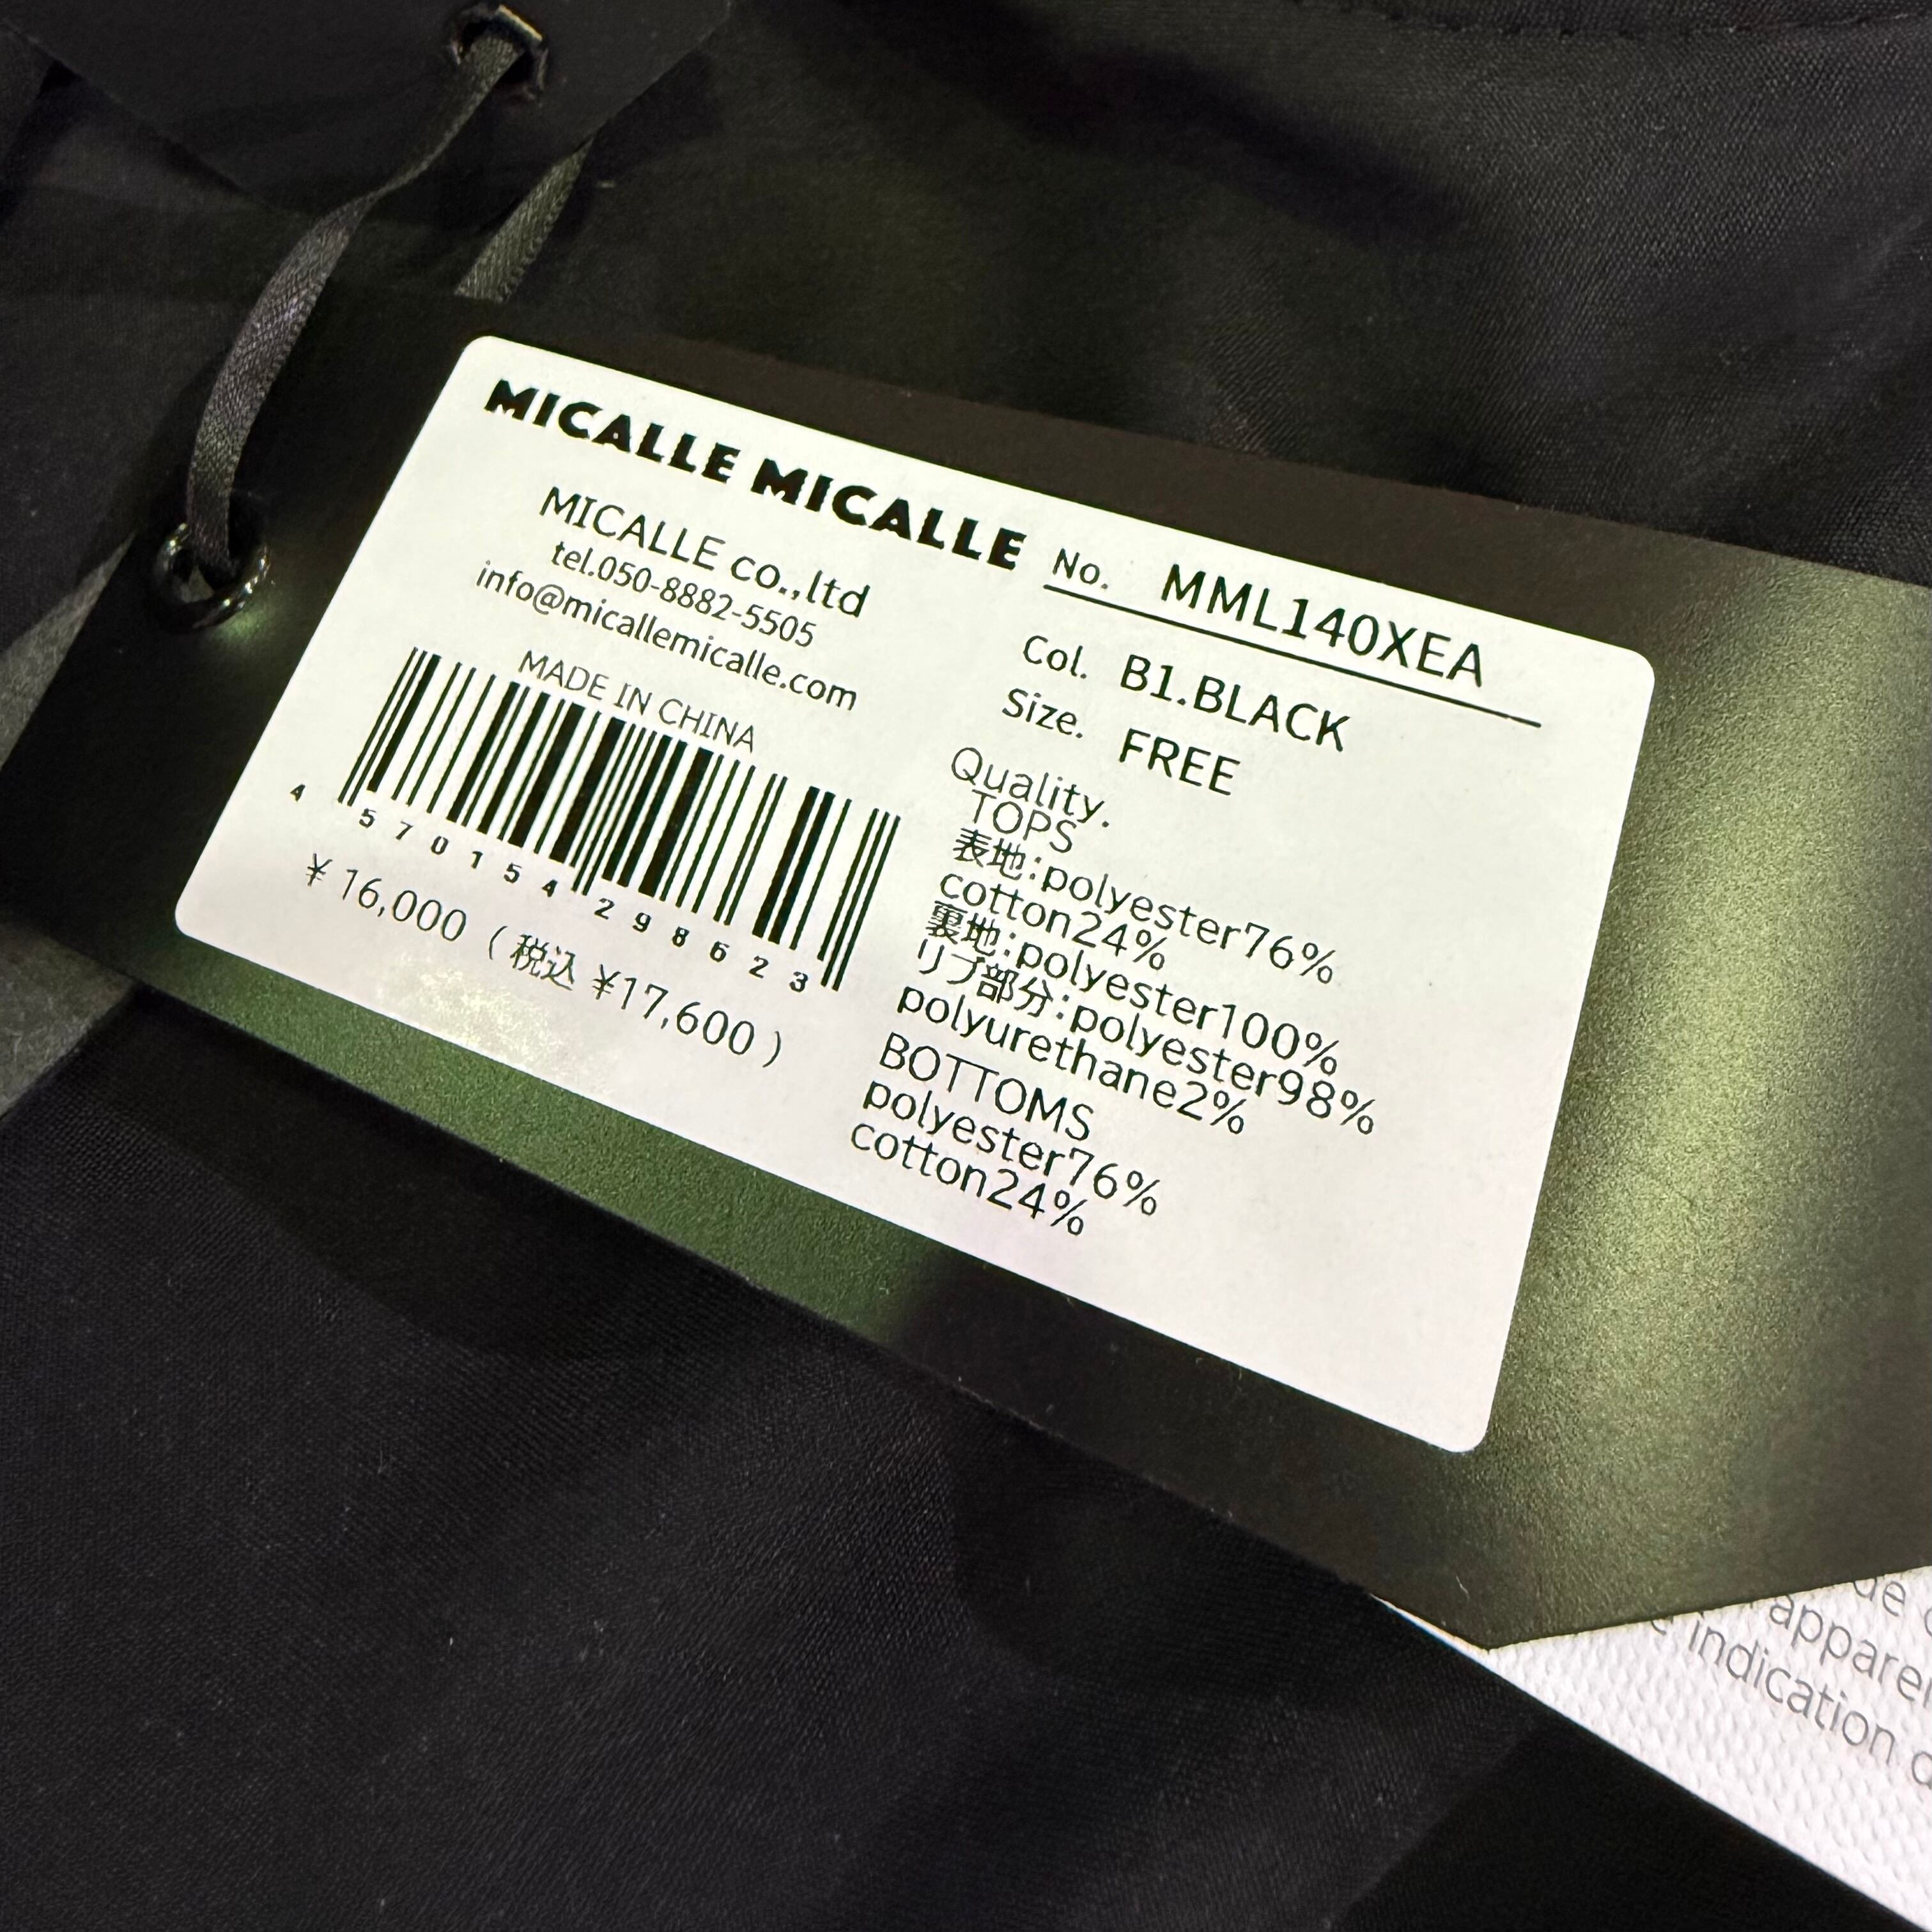 MICALLE MICALLE
MICALLE co.,ltd
tel.050-8882-5505
info@micallemicalle.com
MADE IN CHINA
4 570154 298623
¥ 16,000 ( 税込 ¥17,600 )
No. MML140XEA
Col. B1.BLACK
Size. FREE
Quality.
TOPS
表地:polyester76%
cotton24%
裏地:polyester100%
リブ部分:polyester98%
polyurethane2%
BOTTOMS
polyester76%
cotton24%
indication